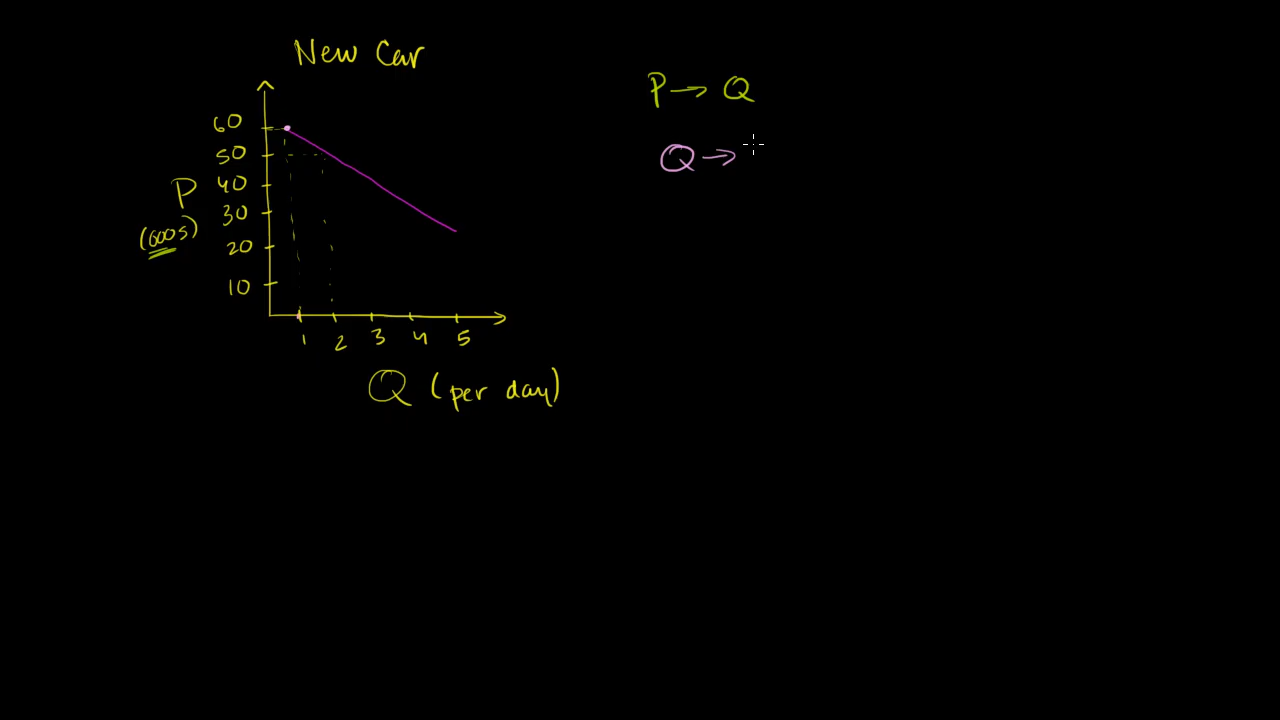 New Car
P → Q
Q →
60
50
P 40
30
(000s)
20
10
1 2 3 4 5
Q (per day)